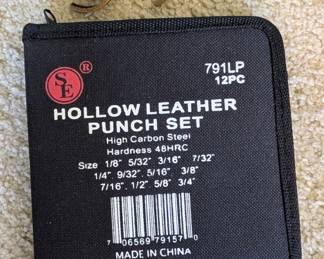 SE®
791LP
12PC
HOLLOW LEATHER
PUNCH SET
High Carbon Steel
Hardness 48HRC
Size 1/8" 5/32" 3/16" 7/32"
1/4" 9/32" 5/16" 3/8"
7/16" 1/2" 5/8" 3/4"
7 06569 79157 0
MADE IN CHINA